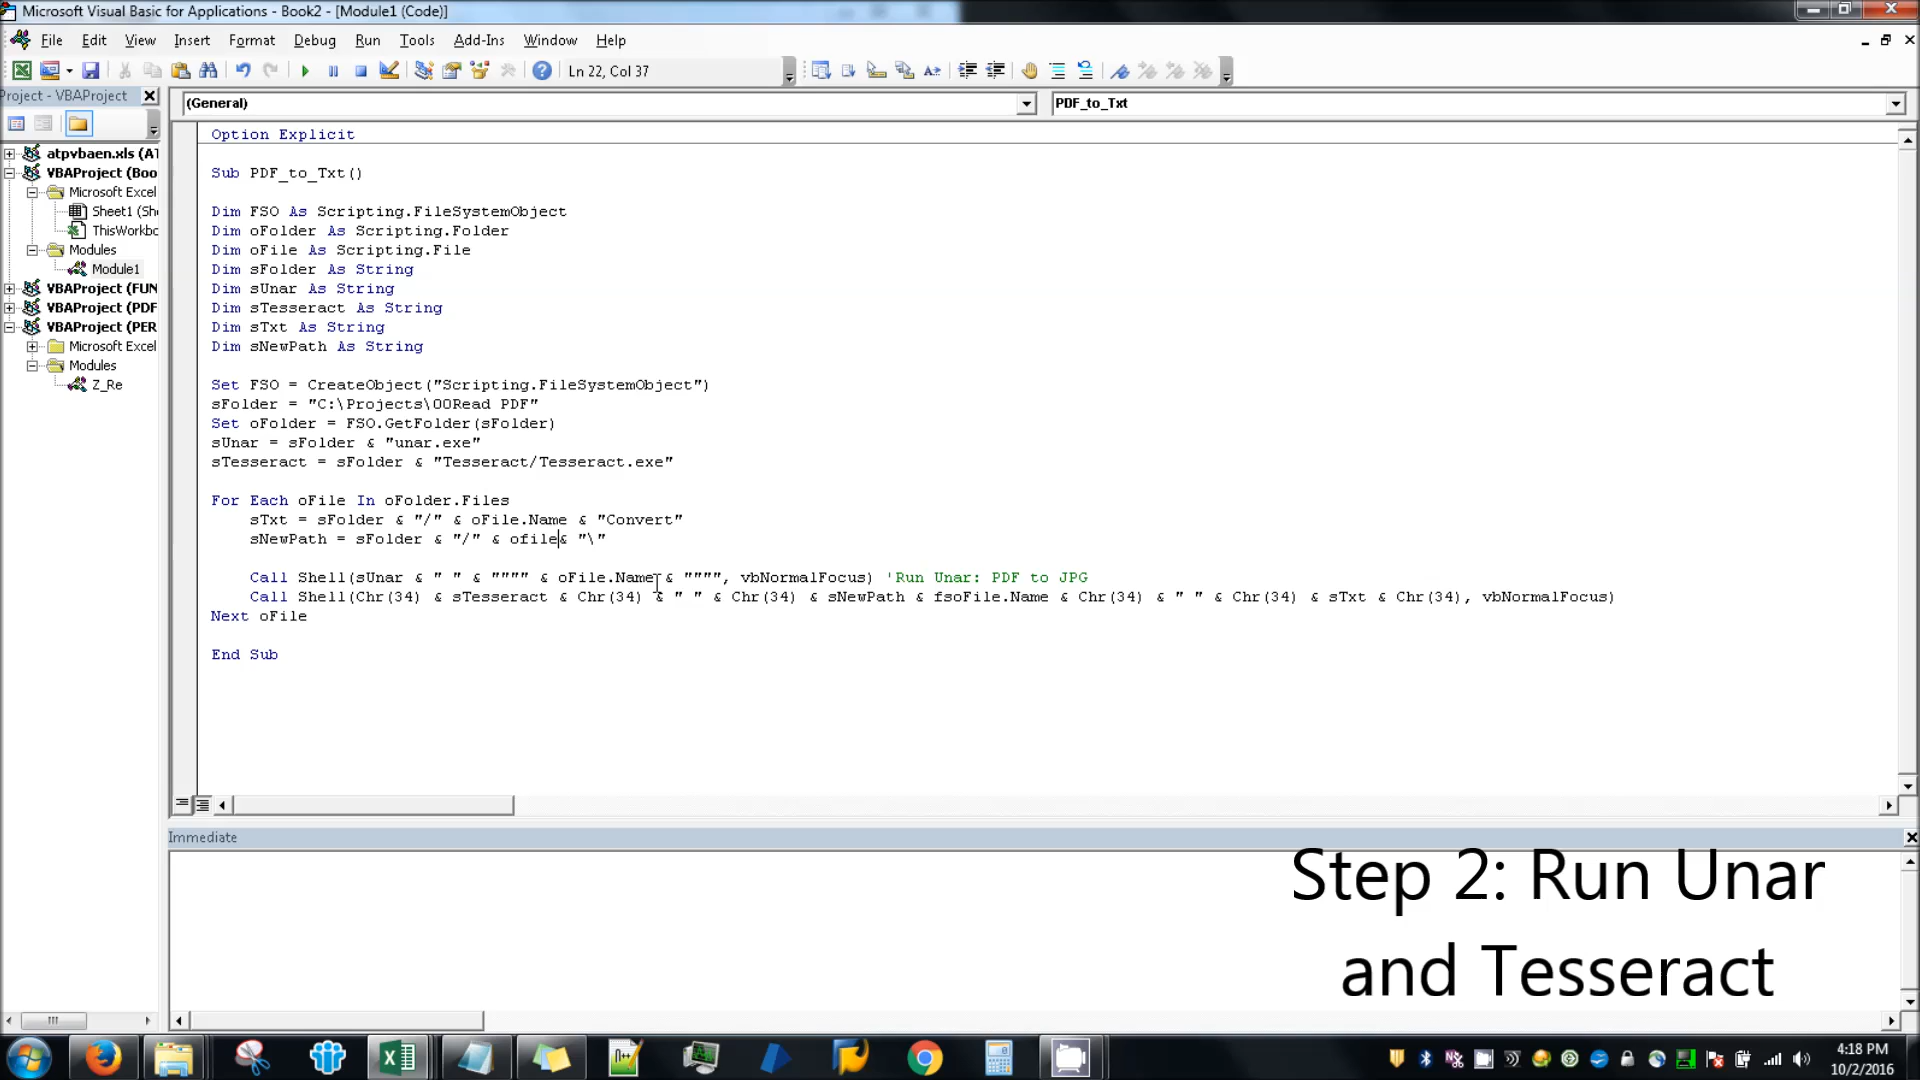 Microsoft Visual Basic for Applications - Book2 - [Module1 (Code)]
File Edit View Insert Format Debug Run Tools Add-Ins Window Help
Ln 22, Col 37
Project - VBAProject
(General)
PDF_to_Txt
atpvbaen.xls (AT
VBAProject (Boo
Microsoft Excel
Sheet1 (She
ThisWorkbo
Modules
Module1
VBAProject (FUN
VBAProject (PDF
VBAProject (PER
Microsoft Excel
Modules
Z_Re
Option Explicit
Sub PDF_to_Txt()
Dim FSO As Scripting.FileSystemObject
Dim oFolder As Scripting.Folder
Dim oFile As Scripting.File
Dim sFolder As String
Dim sUnar As String
Dim sTesseract As String
Dim sTxt As String
Dim sNewPath As String
Set FSO = CreateObject("Scripting.FileSystemObject")
sFolder = "C:\Projects\00Read PDF"
Set oFolder = FSO.GetFolder(sFolder)
sUnar = sFolder & "unar.exe"
sTesseract = sFolder & "Tesseract/Tesseract.exe"
For Each oFile In oFolder.Files
sTxt = sFolder & "/" & oFile.Name & "Convert"
sNewPath = sFolder & "/" & ofile& "\"
Call Shell(sUnar & " " & """" & oFile.Name & """", vbNormalFocus) 'Run Unar: PDF to JPG
Call Shell(Chr(34) & sTesseract & Chr(34) & " " & Chr(34) & sNewPath & fsoFile.Name & Chr(34) & " " & Chr(34) & sTxt & Chr(34), vbNormalFocus)
Next oFile
End Sub
Immediate
Step 2: Run Unar
and Tesseract
4:18 PM
10/2/2016